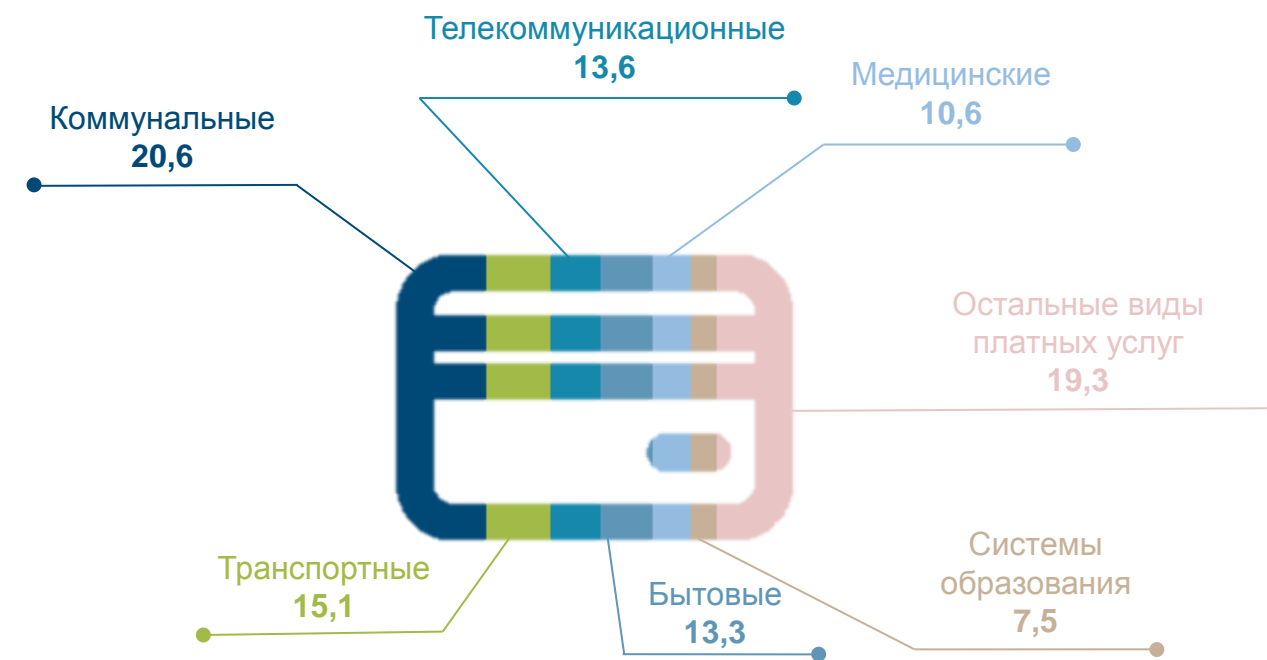 Телекоммуникационные
13,6
Медицинские
10,6
Коммунальные
20,6
Остальные виды
платных услуг
19,3
Транспортные
15,1
Бытовые
13,3
Системы
образования
7,5